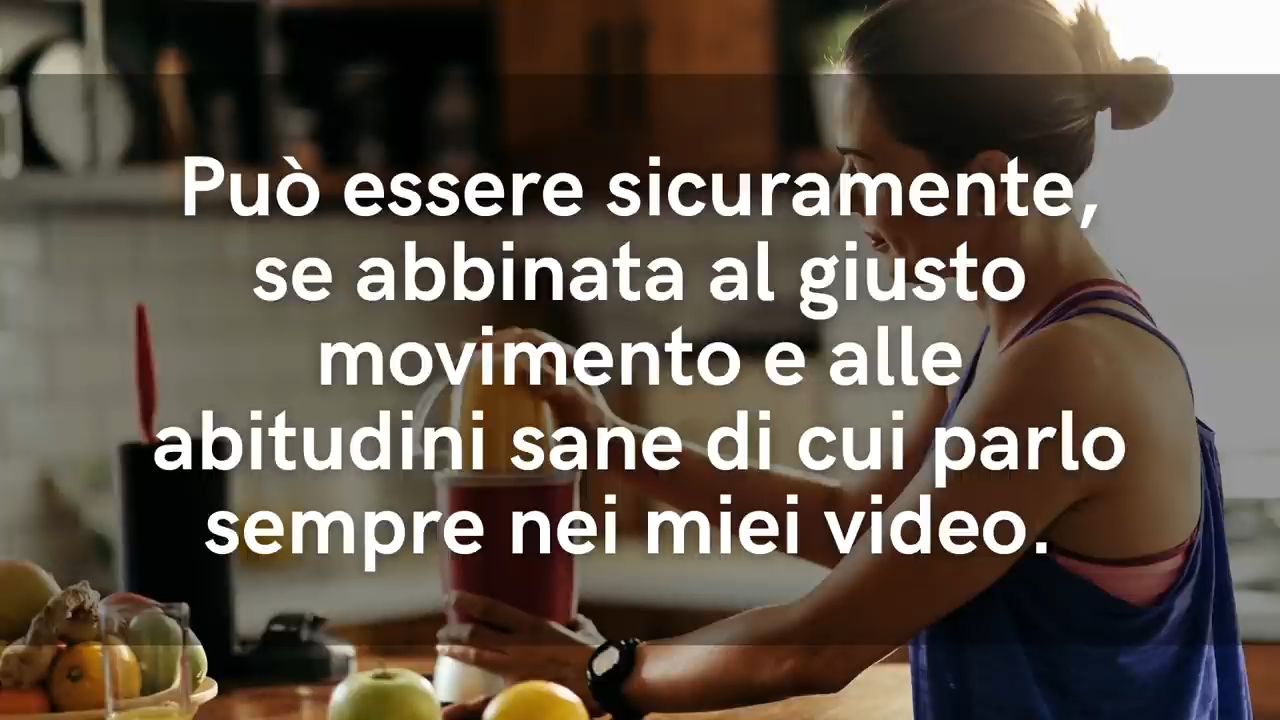 Può essere sicuramente,
se abbinata al giusto
movimento e alle
abitudini sane di cui parlo
sempre nei miei video.